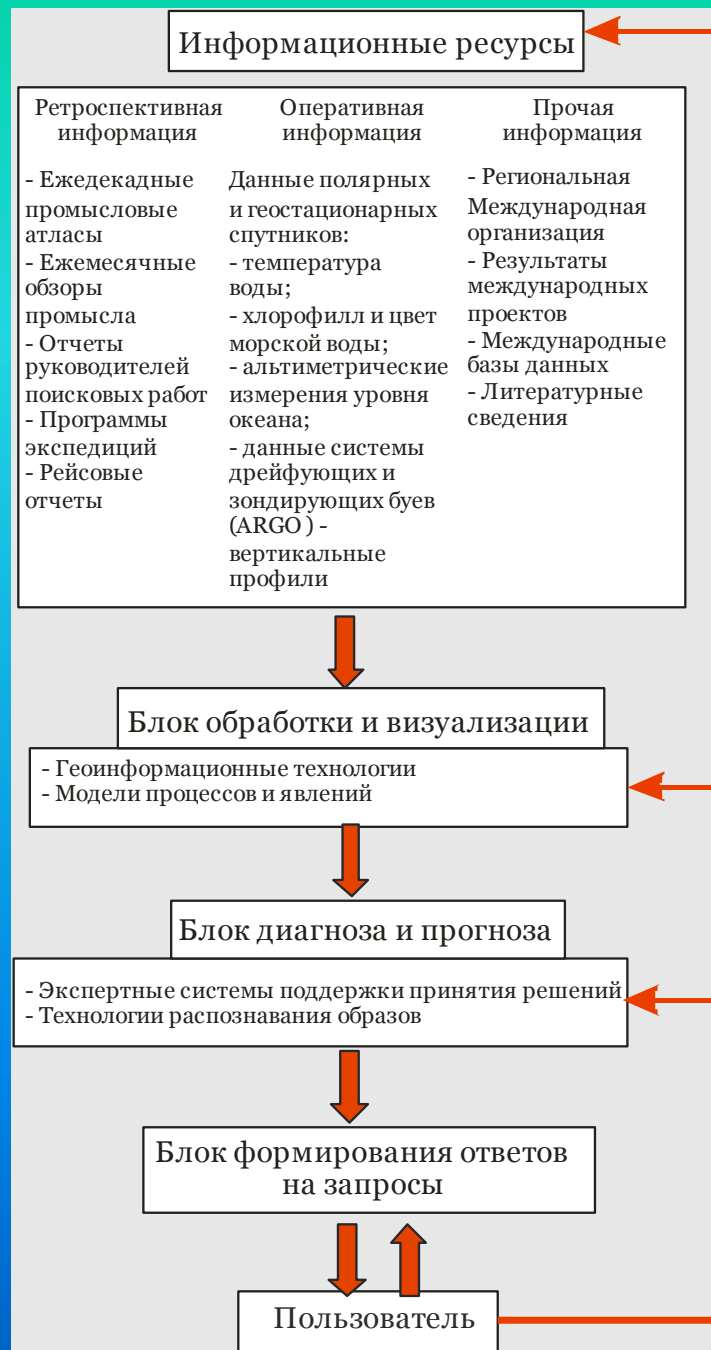 Информационные ресурсы
Ретроспективная
информация
- Ежедекадные
промысловые
атласы
- Ежемесячные
обзоры
промысла
- Отчеты
руководителей
поисковых работ
- Программы
экспедиций
- Рейсовые
отчеты
Оперативная
информация
Данные полярных
и геостационарных
спутников:
- температура
воды;
- хлорофилл и цвет
морской воды;
- альтиметрические
измерения уровня
океана;
- данные системы
дрейфующих и
зондирующих буев
(ARGO ) -
вертикальные
профили
Прочая
информация
- Региональная
Международная
организация
- Результаты
международных
проектов
- Международные
базы данных
- Литературные
сведения
Блок обработки и визуализации
- Геоинформационные технологии
- Модели процессов и явлений
Блок диагноза и прогноза
- Экспертные системы поддержки принятия решений
- Технологии распознавания образов
Блок формирования ответов
на запросы
Пользователь